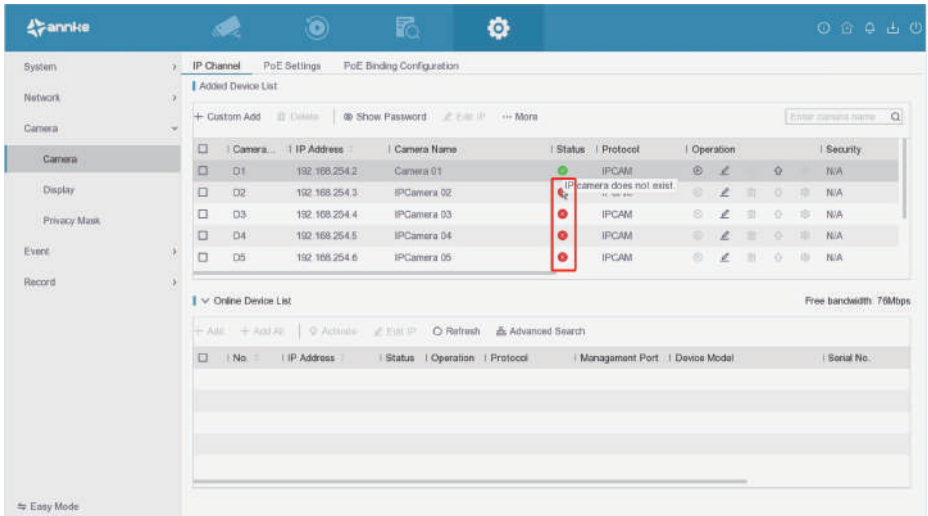 annke
System
Network
Camera
Camera
Display
Privacy Mask
Event
Record
Easy Mode
IP Channel PoE Settings PoE Binding Configuration
Added Device List
+ Custom Add Delete Show Password Edit IP ... More Enter camera name
Camera... IP Address Camera Name Status Protocol Operation Security
D1 192.168.254.2 Camera 01 IPCAM N/A
IP camera does not exist.
D2 192.168.254.3 IPCamera 02 N/A
D3 192.168.254.4 IPCamera 03 IPCAM N/A
D4 192.168.254.5 IPCamera 04 IPCAM N/A
D5 192.168.254.6 IPCamera 05 IPCAM N/A
Online Device List Free bandwidth: 76Mbps
+ Add + Add All Activate Edit IP Refresh Advanced Search
No. IP Address Status Operation Protocol Management Port Device Model Serial No.